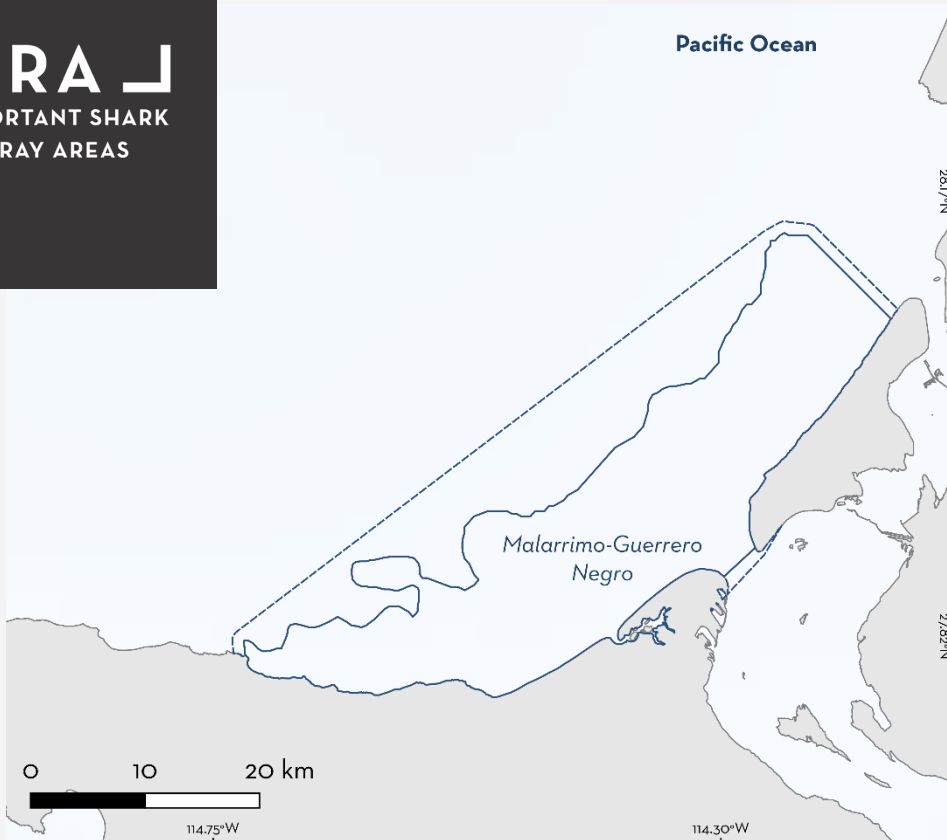 RA
ORTANT SHARK
RAY AREAS
Pacific Ocean
28.17°N
Malarrimo-Guerrero
Negro
27.82°N
0 10 20 km
114.75°W 114.30°W